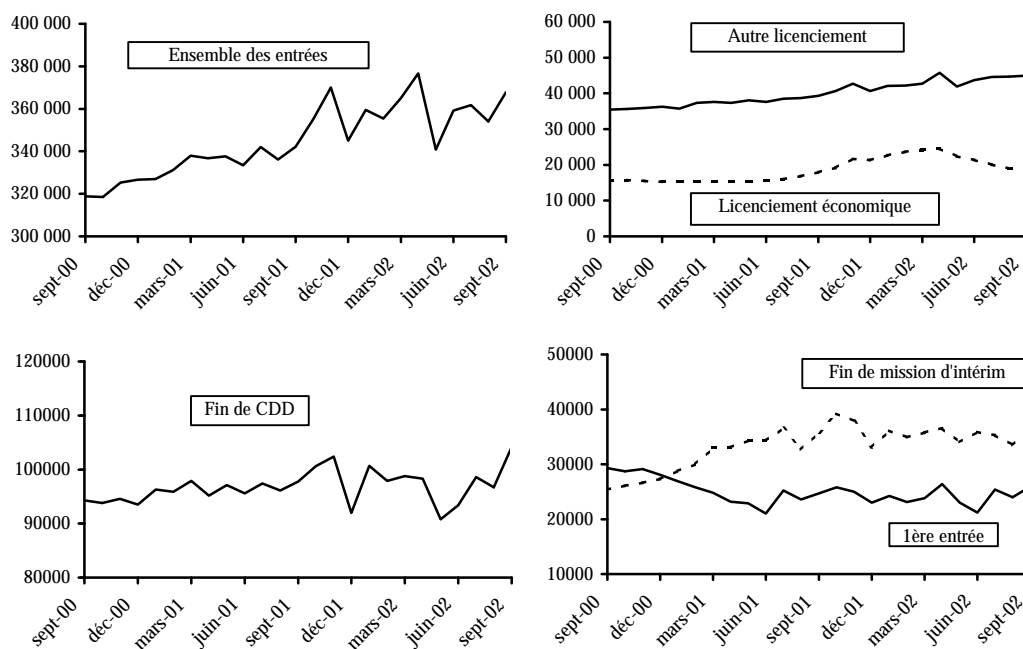 400 000
380 000
360 000
340 000
320 000
300 000
Ensemble des entrées
sept-00
déc-00
mars-01
juin-01
sept-01
déc-01
mars-02
juin-02
sept-02
60 000
50 000
40 000
30 000
20 000
10 000
0
Autre licenciement
Licenciement économique
sept-00
déc-00
mars-01
juin-01
sept-01
déc-01
mars-02
juin-02
sept-02
120000
110000
100000
90000
80000
Fin de CDD
sept-00
déc-00
mars-01
juin-01
sept-01
déc-01
mars-02
juin-02
sept-02
50000
40000
30000
20000
10000
Fin de mission d'intérim
1ère entrée
sept-00
déc-00
mars-01
juin-01
sept-01
déc-01
mars-02
juin-02
sept-02